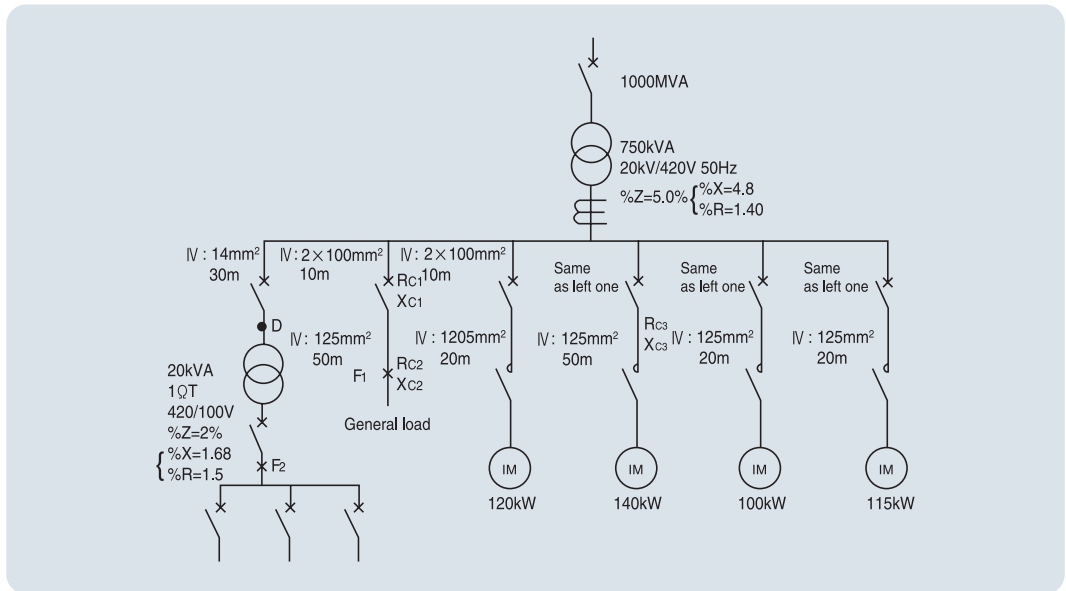 1000MVA
750kVA
20kV/420V 50Hz
%Z=5.0% { %X=4.8
%R=1.40
IV : 14mm²
30m
IV : 2×100mm²
10m
IV : 2×100mm²
10m
RC1
XC1
Same
as left one
Same
as left one
Same
as left one
D
IV : 125mm²
50m
IV : 1205mm²
20m
IV : 125mm²
50m
RC3
XC3
IV : 125mm²
20m
IV : 125mm²
20m
F1
RC2
XC2
General load
20kVA
1ΩT
420/100V
%Z=2%
{ %X=1.68
%R=1.5
F2
IM
IM
IM
IM
120kW
140kW
100kW
115kW